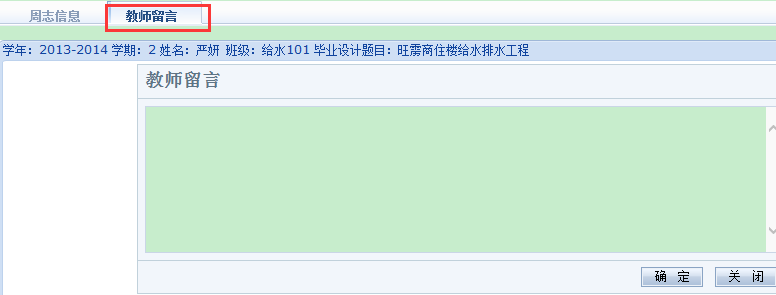 周志信息 教师留言
学年：2013-2014 学期：2 姓名：严妍 班级：给水101 毕业设计题目：旺霈商住楼给水排水工程
教师留言
确 定 关 闭